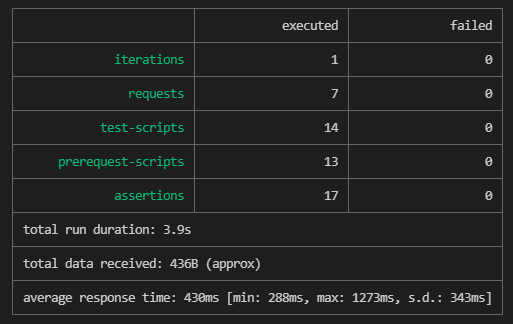 executed failed
iterations 1 0
requests 7 0
test-scripts 14 0
prerequest-scripts 13 0
assertions 17 0
total run duration: 3.9s
total data received: 436B (approx)
average response time: 430ms [min: 288ms, max: 1273ms, s.d.: 343ms]